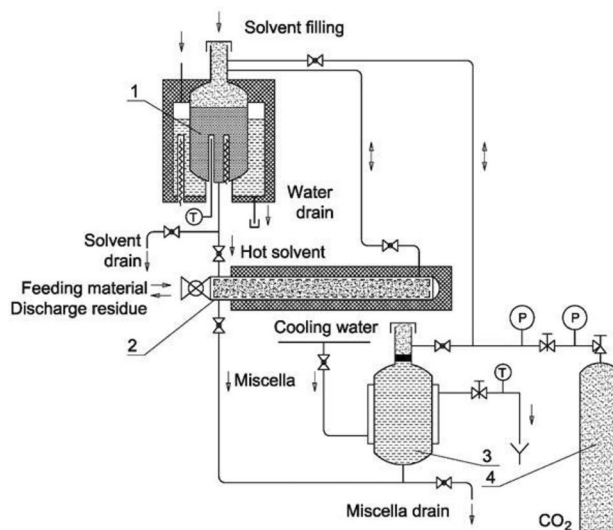 Solvent filling
1
Water
drain
T
Solvent
drain
Hot solvent
Feeding material
Discharge residue
2
Cooling water
P
P
Miscella
T
3
4
Miscella drain
CO₂